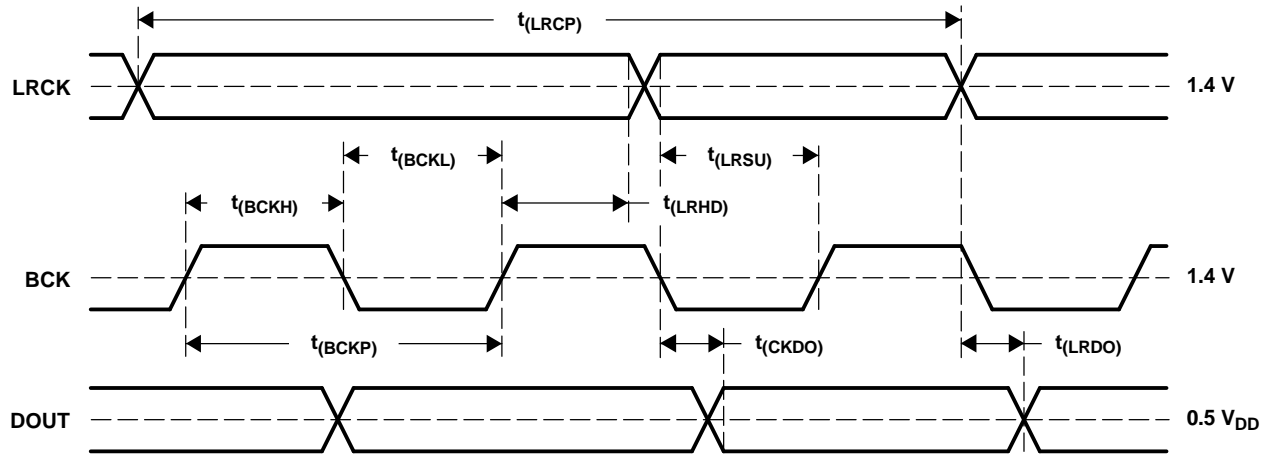 t(LRCP)
LRCK
1.4 V
t(BCKL)
t(LRSU)
t(BCKH)
t(LRHD)
BCK
1.4 V
t(BCKP)
t(CKDO)
t(LRDO)
DOUT
0.5 VDD